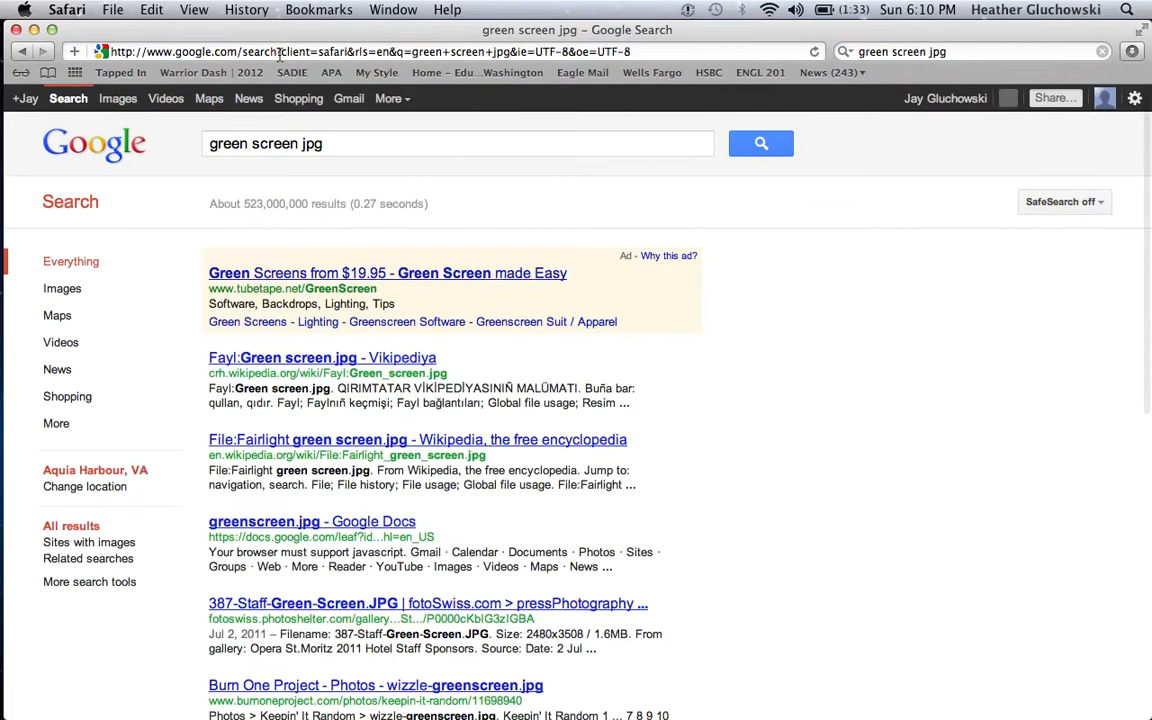 Safari File Edit View History Bookmarks Window Help (1:33) Sun 6:10 PM Heather Gluchowski
green screen jpg - Google Search
http://www.google.com/search?client=safari&rls=en&q=green+screen+jpg&ie=UTF-8&oe=UTF-8 green screen jpg
Tapped In Warrior Dash | 2012 SADIE APA My Style Home - Edu...Washington Eagle Mail Wells Fargo HSBC ENGL 201 News (243)
+Jay Search Images Videos Maps News Shopping Gmail More Jay Gluchowski Share...
Google green screen jpg
Search About 523,000,000 results (0.27 seconds) SafeSearch off
Everything
Images
Maps
Videos
News
Shopping
More
Aquia Harbour, VA
Change location
All results
Sites with images
Related searches
More search tools
Ad - Why this ad?
Green Screens from $19.95 - Green Screen made Easy
www.tubetape.net/GreenScreen
Software, Backdrops, Lighting, Tips
Green Screens - Lighting - Greenscreen Software - Greenscreen Suit / Apparel
Fayl:Green screen.jpg - Vikipediya
crh.wikipedia.org/wiki/Fayl:Green_screen.jpg
Fayl:Green screen.jpg. QIRIMTATAR VİKİPEDİYASINIÑ MALÜMATI. Buña bar:
qullan, qıdır. Fayl; Faylnıñ keçmişi; Fayl bağlantıları; Global file usage; Resim ...
File:Fairlight green screen.jpg - Wikipedia, the free encyclopedia
en.wikipedia.org/wiki/File:Fairlight_green_screen.jpg
File:Fairlight green screen.jpg. From Wikipedia, the free encyclopedia. Jump to:
navigation, search. File; File history; File usage; Global file usage. File:Fairlight ...
greenscreen.jpg - Google Docs
https://docs.google.com/leaf?id...hl=en_US
Your browser must support javascript. Gmail · Calendar · Documents · Photos · Sites ·
Groups · Web · More · Reader · YouTube · Images · Videos · Maps · News ...
387-Staff-Green-Screen.JPG | fotoSwiss.com > pressPhotography ...
fotoswiss.photoshelter.com/gallery...St.../P0000cKbIG3zIGBA
Jul 2, 2011 – Filename: 387-Staff-Green-Screen.JPG. Size: 2480x3508 / 1.6MB. From
gallery: Opera St.Moritz 2011 Hotel Staff Sponsors. Source: Date: 2 Jul ...
Burn One Project - Photos - wizzle-greenscreen.jpg
www.burnoneproject.com/photos/keepin-it-random/11698940
Photos > Keepin' It Random > wizzle-greenscreen.jpg. Keepin' It Random 1 ... 7 8 9 10